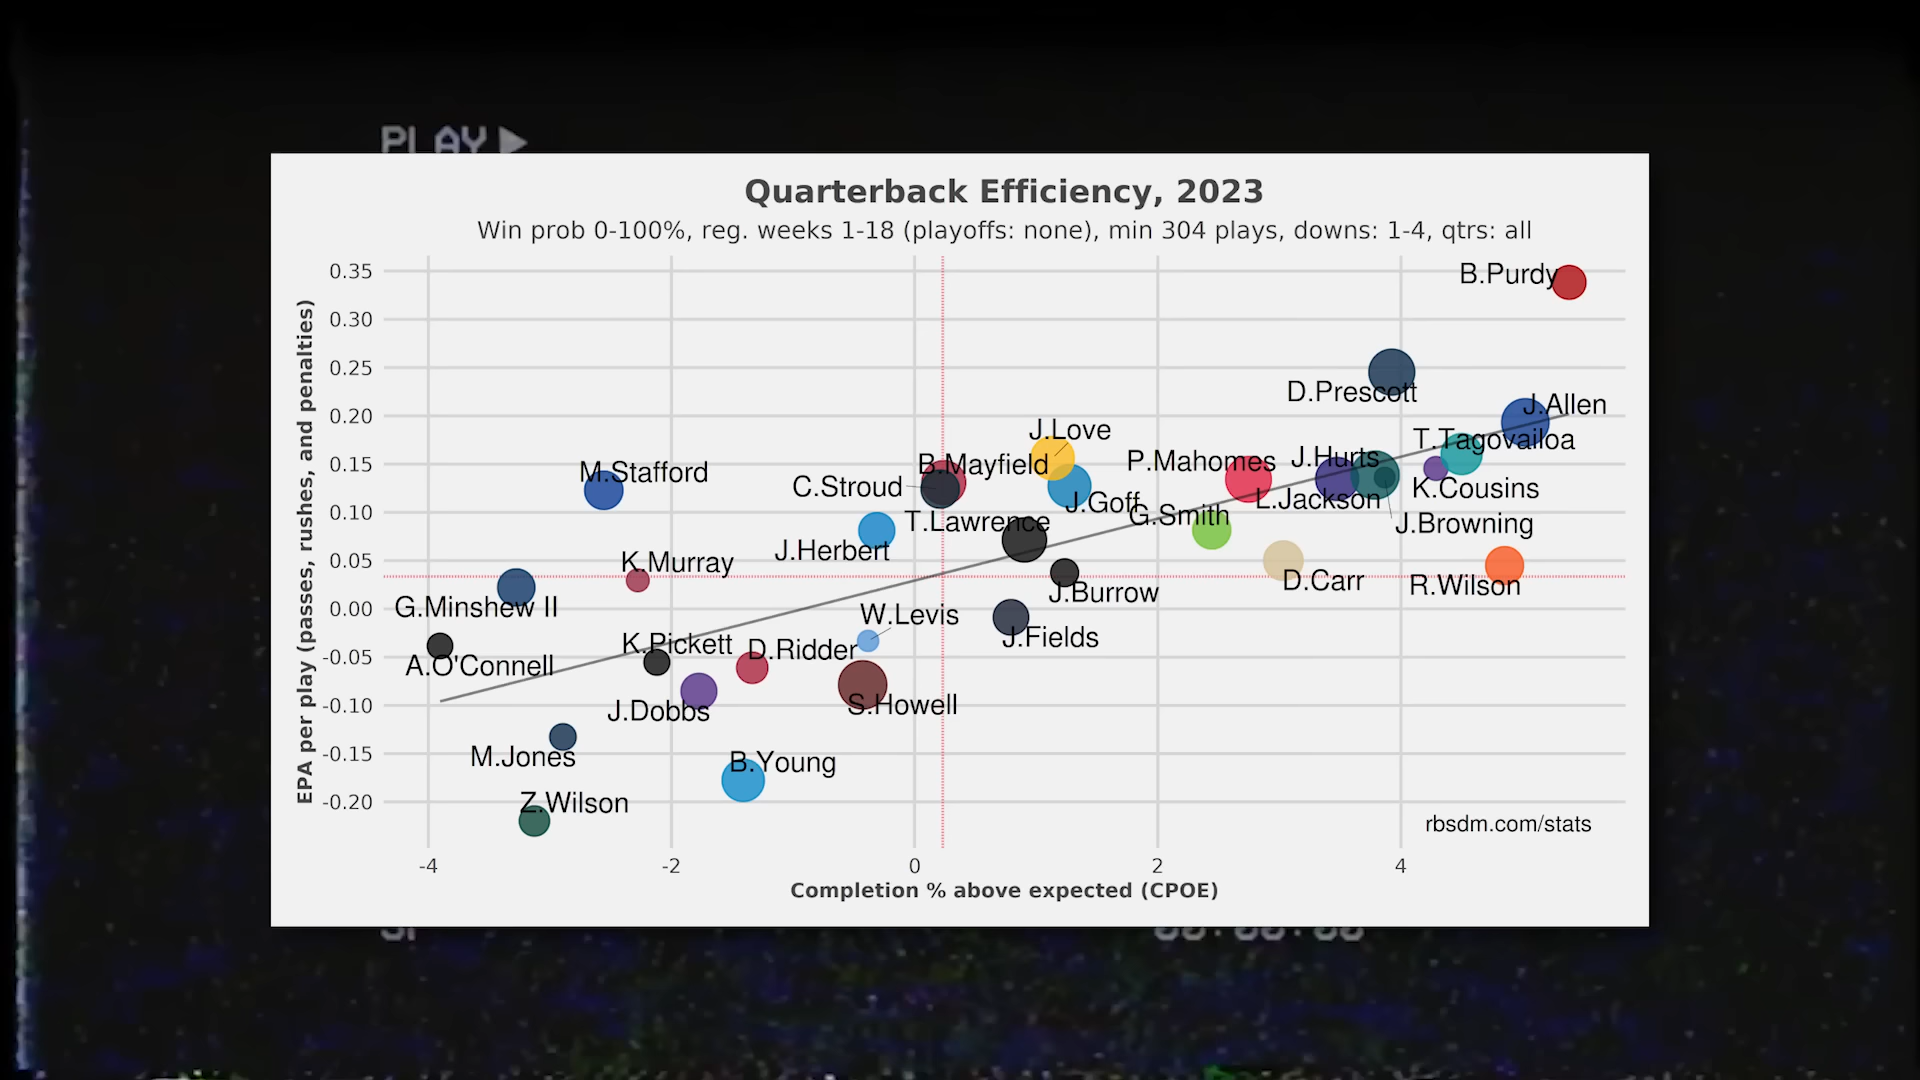 PLAY
Quarterback Efficiency, 2023
Win prob 0-100%, reg. weeks 1-18 (playoffs: none), min 304 plays, downs: 1-4, qtrs: all
EPA per play (passes, rushes, and penalties)
0.35
0.30
0.25
0.20
0.15
0.10
0.05
0.00
-0.05
-0.10
-0.15
-0.20
B.Purdy
D.Prescott
J.Allen
J.Love
T.Tagovailoa
M.Stafford
B.Mayfield
P.Mahomes
J.Hurts
C.Stroud
K.Cousins
J.Goff
L.Jackson
T.Lawrence
G.Smith
J.Browning
J.Herbert
K.Murray
D.Carr
R.Wilson
J.Burrow
G.Minshew II
W.Levis
J.Fields
K.Pickett
D.Ridder
A.O'Connell
S.Howell
J.Dobbs
M.Jones
B.Young
Z.Wilson
rbsdm.com/stats
-4
-2
0
2
4
Completion % above expected (CPOE)